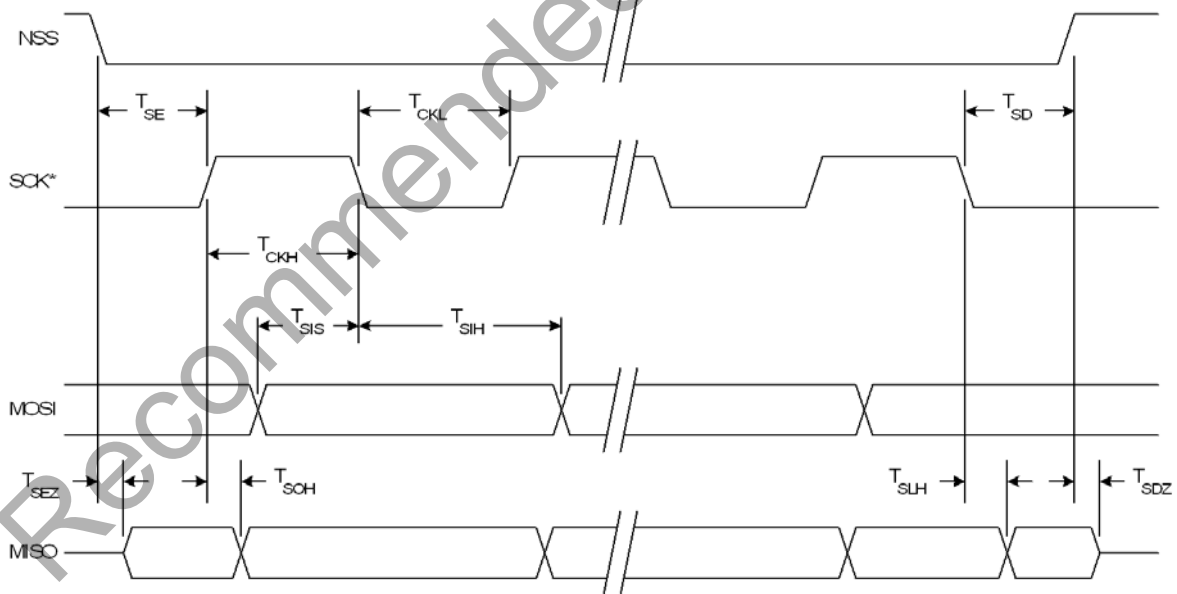 NSS
T SE
T CKL
T SD
SCK*
T CKH
T SIS
T SIH
MOSI
T SEZ
T SOH
T SLH
T SDZ
MISO
Recommended